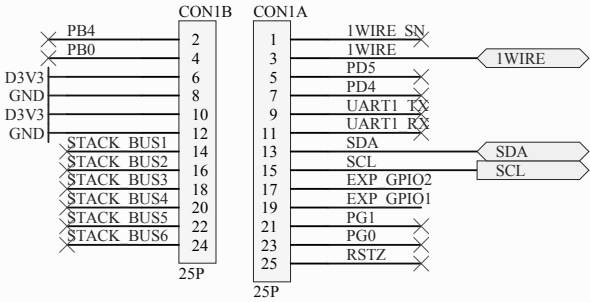 CON1B CON1A
PB4 2 1 1WIRE_SN
PB0 4 3 1WIRE 1WIRE
D3V3 6 5 PD5
GND 8 7 PD4
D3V3 10 9 UART1_TX
GND 12 11 UART1_RX
STACK_BUS1 14 13 SDA SDA
STACK_BUS2 16 15 SCL SCL
STACK_BUS3 18 17 EXP_GPIO2
STACK_BUS4 20 19 EXP_GPIO1
STACK_BUS5 22 21 PG1
STACK_BUS6 24 23 PG0
25 RSTZ
25P
25P